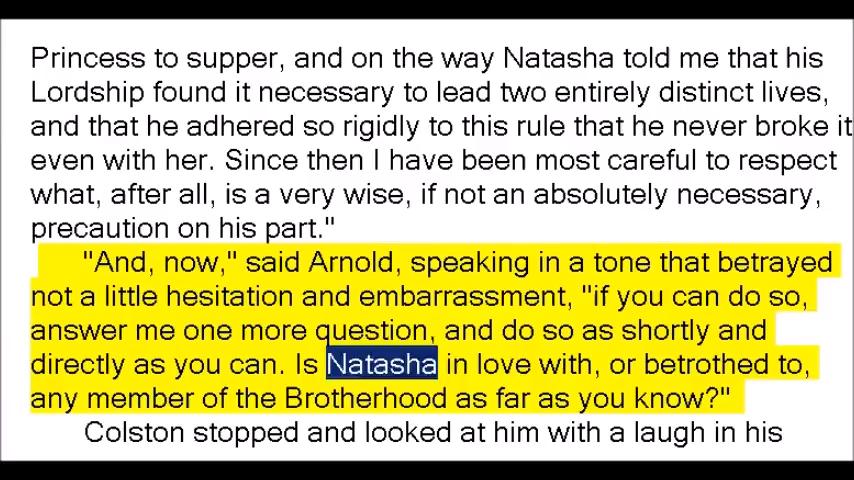 Princess to supper, and on the way Natasha told me that his
Lordship found it necessary to lead two entirely distinct lives,
and that he adhered so rigidly to this rule that he never broke it
even with her. Since then I have been most careful to respect
what, after all, is a very wise, if not an absolutely necessary,
precaution on his part."
"And, now," said Arnold, speaking in a tone that betrayed
not a little hesitation and embarrassment, "if you can do so,
answer me one more question, and do so as shortly and
directly as you can. Is Natasha in love with, or betrothed to,
any member of the Brotherhood as far as you know?"
Colston stopped and looked at him with a laugh in his